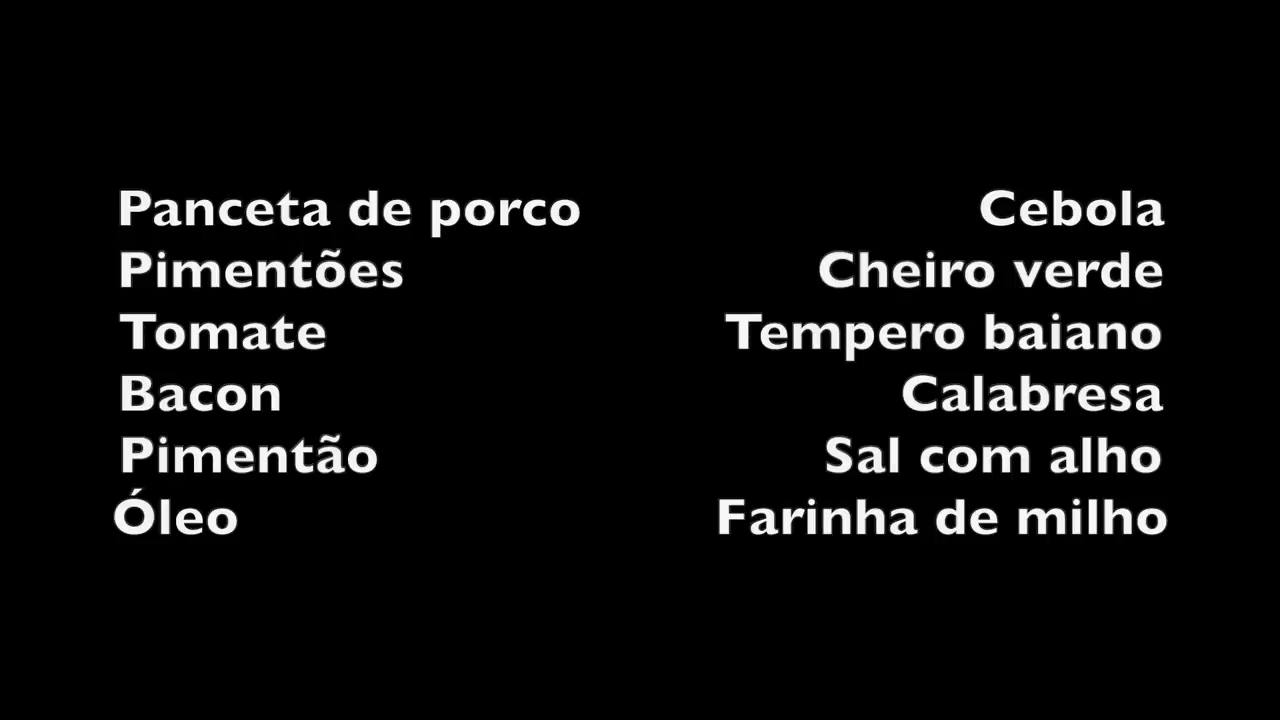 Panceta de porco
Pimentões
Tomate
Bacon
Pimentão
Óleo
Cebola
Cheiro verde
Tempero baiano
Calabresa
Sal com alho
Farinha de milho